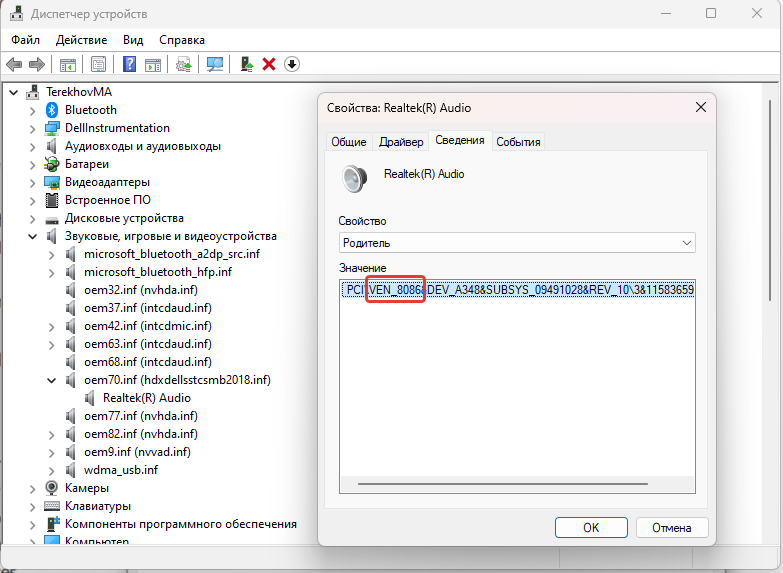 Диспетчер устройств
Файл Действие Вид Справка
TerekhovMA
Bluetooth
DellInstrumentation
Аудиовходы и аудиовыходы
Батареи
Видеоадаптеры
Встроенное ПО
Дисковые устройства
Звуковые, игровые и видеоустройства
microsoft_bluetooth_a2dp_src.inf
microsoft_bluetooth_hfp.inf
oem32.inf (nvhda.inf)
oem37.inf (intcdaud.inf)
oem42.inf (intcdmic.inf)
oem63.inf (intcdaud.inf)
oem68.inf (intcdaud.inf)
oem70.inf (hdxdellsstcsmb2018.inf)
Realtek(R) Audio
oem77.inf (nvhda.inf)
oem82.inf (nvhda.inf)
oem9.inf (nvvad.inf)
wdma_usb.inf
Камеры
Клавиатуры
Компоненты программного обеспечения
Компьютер
Свойства: Realtek(R) Audio
Общие Драйвер Сведения События
Realtek(R) Audio
Свойство
Родитель
Значение
PCI\VEN_8086&DEV_A348&SUBSYS_09491028&REV_10\3&11583659
OK Отмена